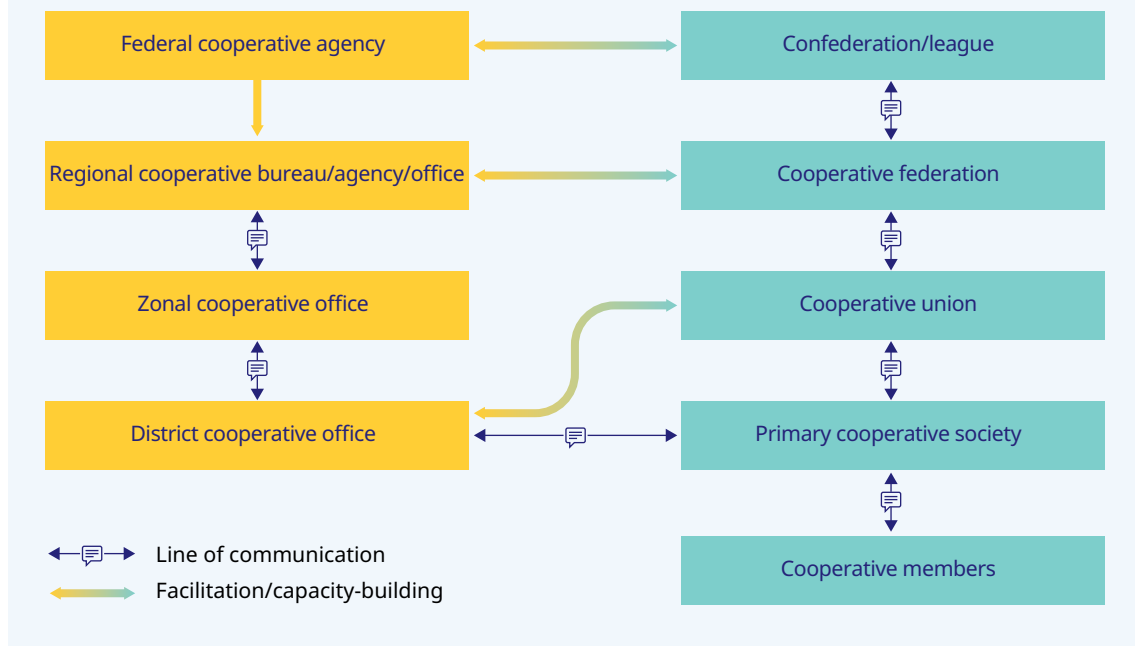 Federal cooperative agency
Confederation/league
Regional cooperative bureau/agency/office
Cooperative federation
Zonal cooperative office
Cooperative union
District cooperative office
Primary cooperative society
Line of communication
Facilitation/capacity-building
Cooperative members